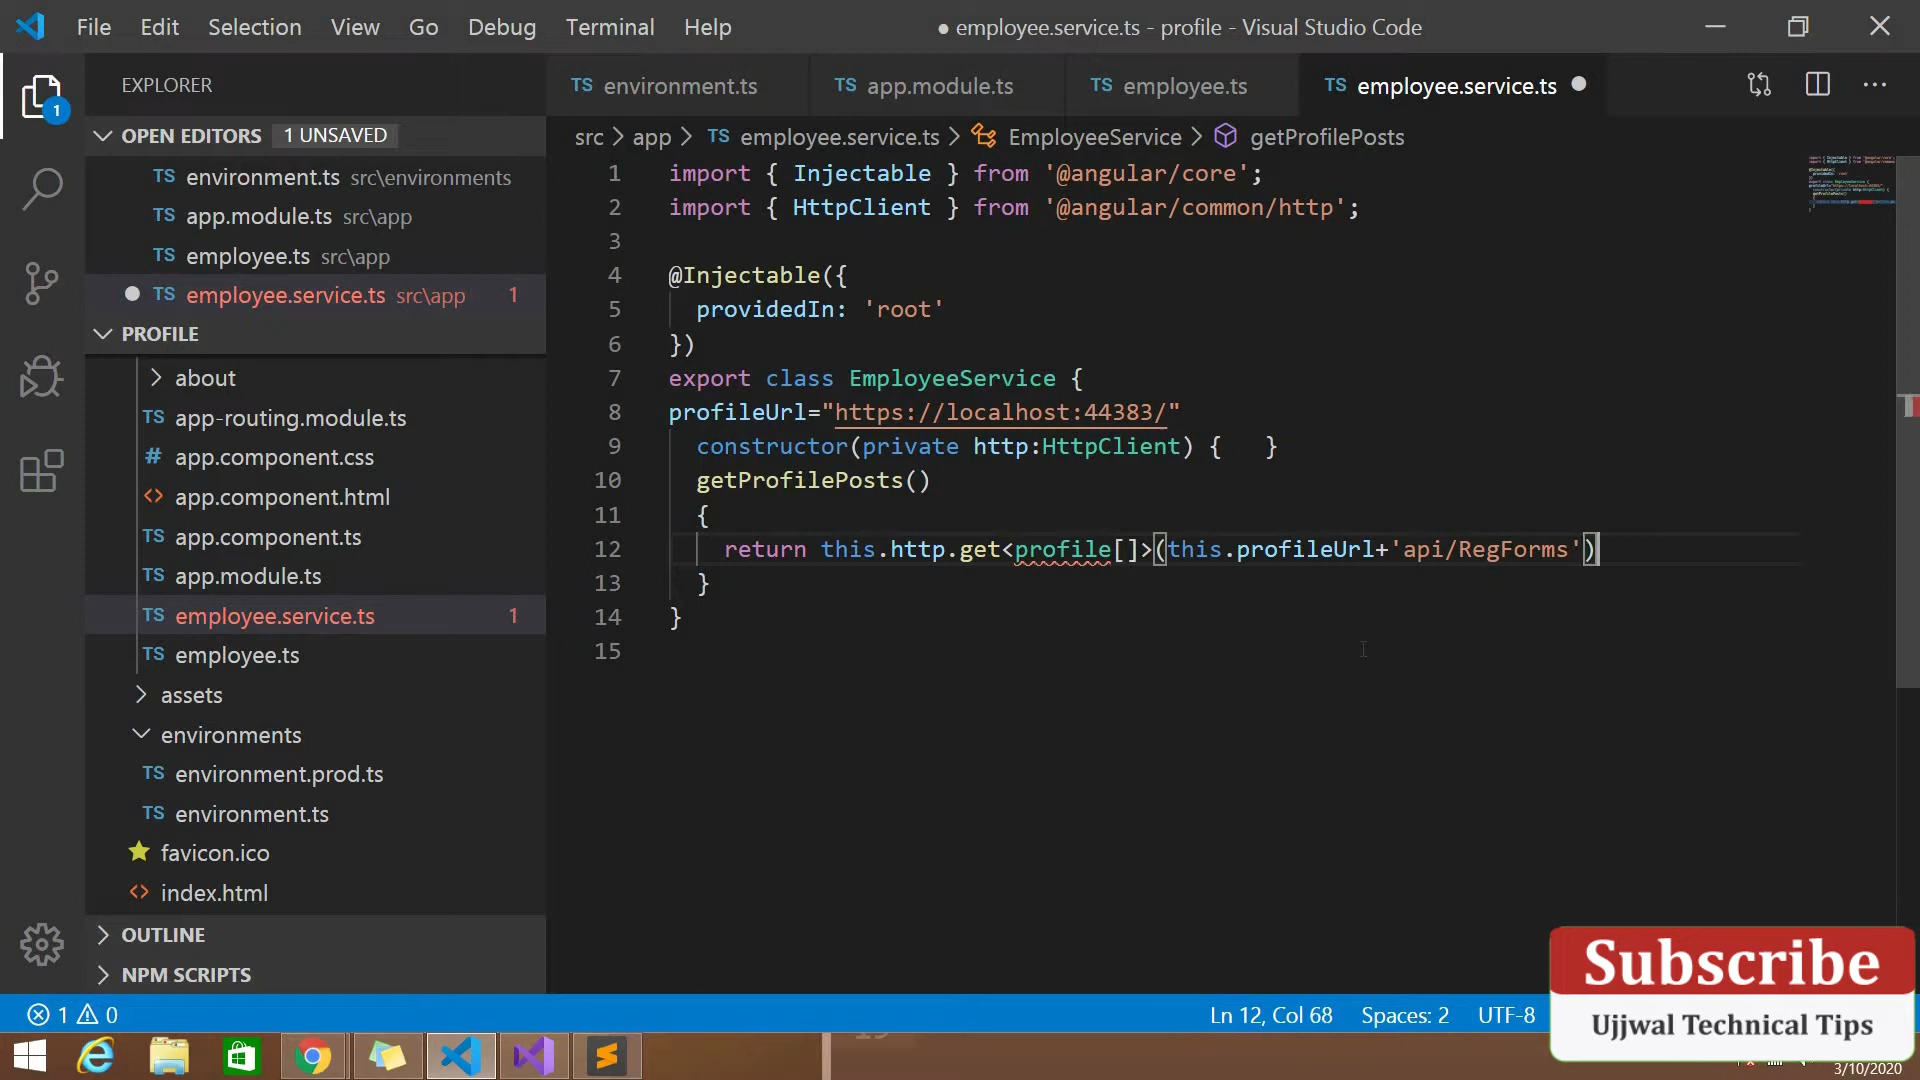 File Edit Selection View Go Debug Terminal Help
● employee.service.ts - profile - Visual Studio Code
EXPLORER
1
OPEN EDITORS 1 UNSAVED
TS environment.ts src\environments
TS app.module.ts src\app
TS employee.ts src\app
TS employee.service.ts src\app 1
PROFILE
about
TS app-routing.module.ts
# app.component.css
<> app.component.html
TS app.component.ts
TS app.module.ts
TS employee.service.ts 1
TS employee.ts
assets
environments
TS environment.prod.ts
TS environment.ts
favicon.ico
<> index.html
OUTLINE
NPM SCRIPTS
TS environment.ts TS app.module.ts TS employee.ts TS employee.service.ts
src > app > TS employee.service.ts > EmployeeService > getProfilePosts
1 import { Injectable } from '@angular/core';
2 import { HttpClient } from '@angular/common/http';
3
4 @Injectable({
5 providedIn: 'root'
6 })
7 export class EmployeeService {
8 profileUrl="https://localhost:44383/"
9 constructor(private http:HttpClient) { }
10 getProfilePosts()
11 {
12 return this.http.get<profile[]>(this.profileUrl+'api/RegForms')
13 }
14 }
15
1 0 Ln 12, Col 68 Spaces: 2 UTF-8
Subscribe
Ujjwal Technical Tips
3/10/2020